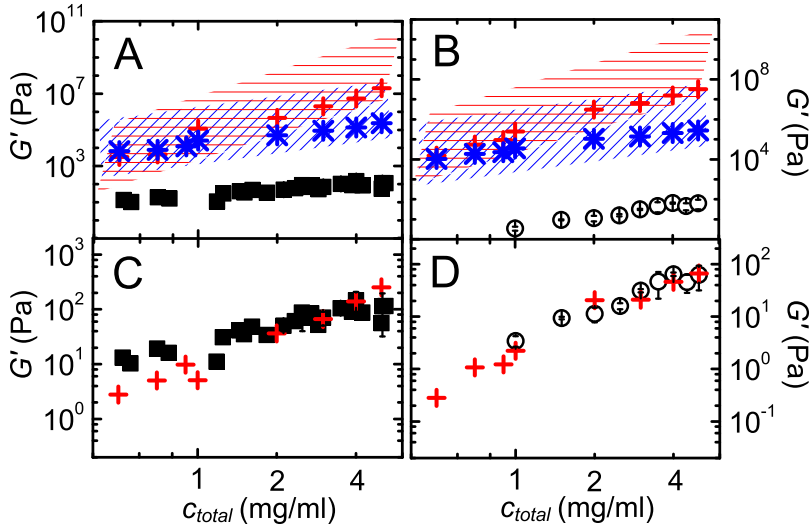 A
B
C
D
G' (Pa)
10¹¹
10⁷
10³
G' (Pa)
10⁸
10⁴
G' (Pa)
10³
10²
10¹
10⁰
G' (Pa)
10²
10¹
10⁰
10⁻¹
1 2 4
1 2 4
c_total (mg/ml)
c_total (mg/ml)